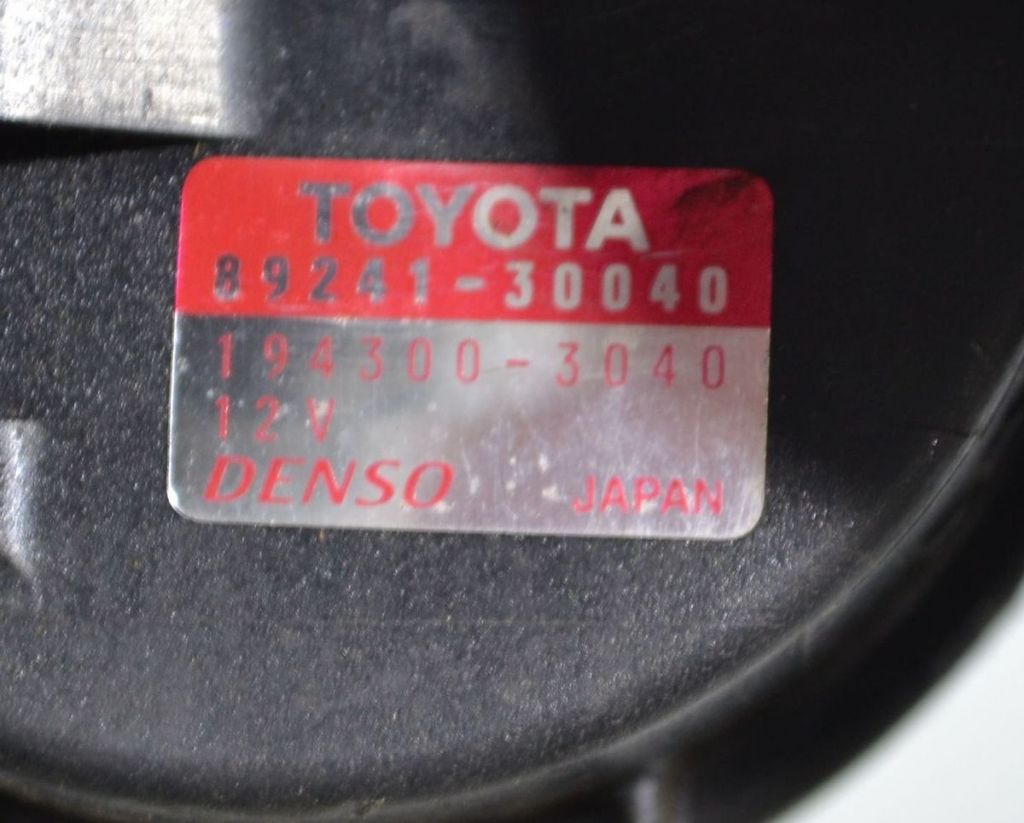 TOYOTA
89241-30040
194300-3040
12V
DENSO JAPAN